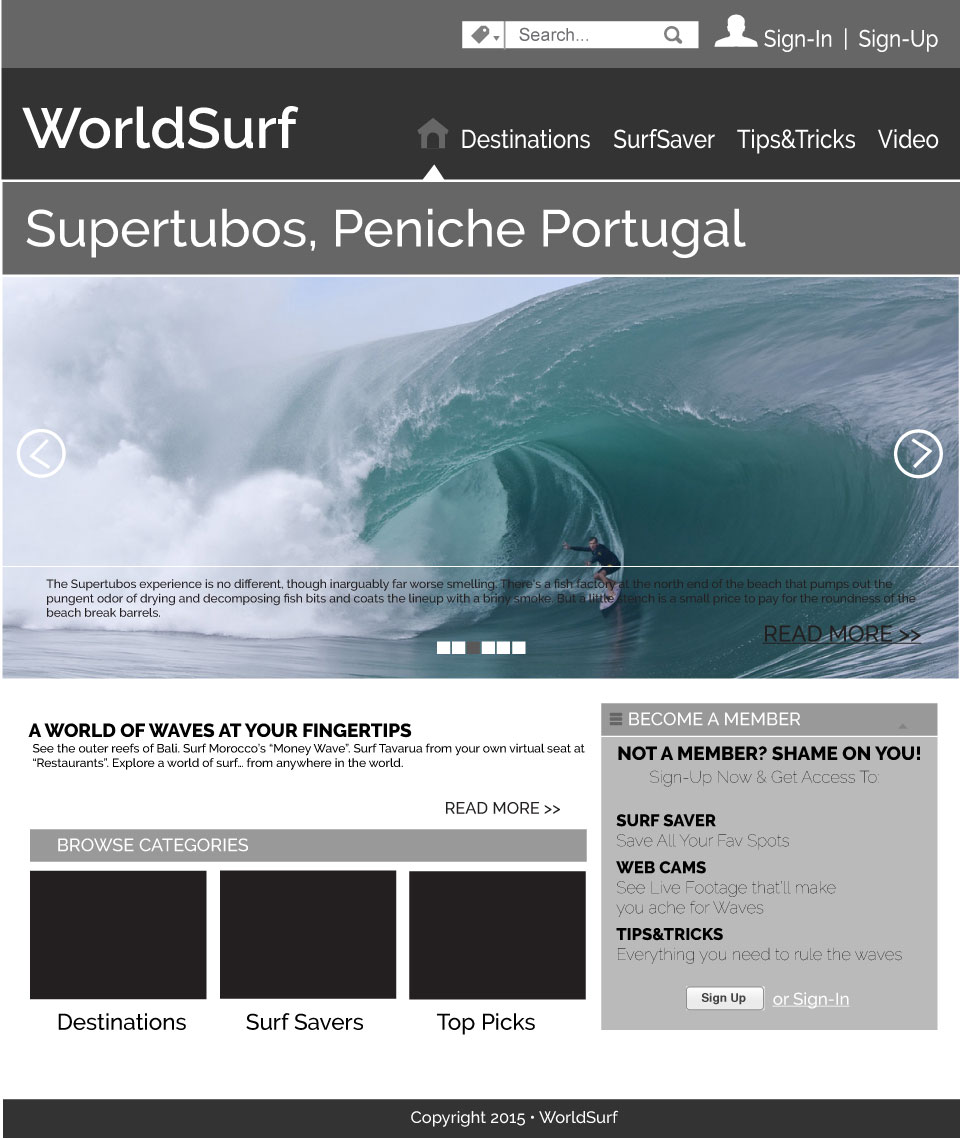 Search...
Sign-In | Sign-Up
WorldSurf
Destinations SurfSaver Tips&Tricks Video
Supertubos, Peniche Portugal
The Supertubos experience is no different, though inarguably far worse smelling. There's a fish factory at the north end of the beach that pumps out the
pungent odor of drying and decomposing fish bits and coats the lineup with a briny smoke. But a little stench is a small price to pay for the roundness of the
beach break barrels.
READ MORE >>
A WORLD OF WAVES AT YOUR FINGERTIPS
See the outer reefs of Bali. Surf Morocco's “Money Wave”. Surf Tavarua from your own virtual seat at
“Restaurants”. Explore a world of surf... from anywhere in the world.
READ MORE >>
BROWSE CATEGORIES
Destinations
Surf Savers
Top Picks
BECOME A MEMBER
NOT A MEMBER? SHAME ON YOU!
Sign-Up Now & Get Access To:
SURF SAVER
Save All Your Fav Spots
WEB CAMS
See Live Footage that'll make
you ache for Waves
TIPS&TRICKS
Everything you need to rule the waves
Sign Up or Sign-In
Copyright 2015 • WorldSurf